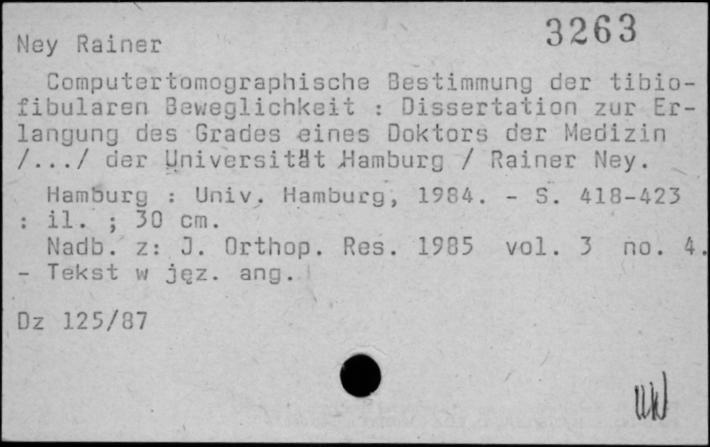 3263
Ney Rainer
Computertomographische Bestimmung der tibio-
fibularen Beweglichkeit : Dissertation zur Er-
langung des Grades eines Doktors der Medizin
/.../ der Universität Hamburg / Rainer Ney.
Hamburg : Univ. Hamburg, 1984. - S. 418-423
: il. ; 30 cm.
Nadb. z: J. Orthop. Res. 1985 vol. 3 no. 4.
- Tekst w jęz. ang.
Dz 125/87